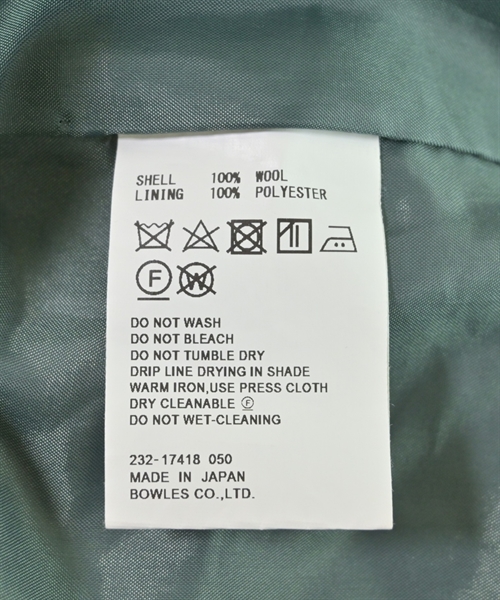 SHELL 100% WOOL
LINING 100% POLYESTER
F W
DO NOT WASH
DO NOT BLEACH
DO NOT TUMBLE DRY
DRIP LINE DRYING IN SHADE
WARM IRON,USE PRESS CLOTH
DRY CLEANABLE Ⓕ
DO NOT WET-CLEANING
232-17418 050
MADE IN JAPAN
BOWLES CO.,LTD.